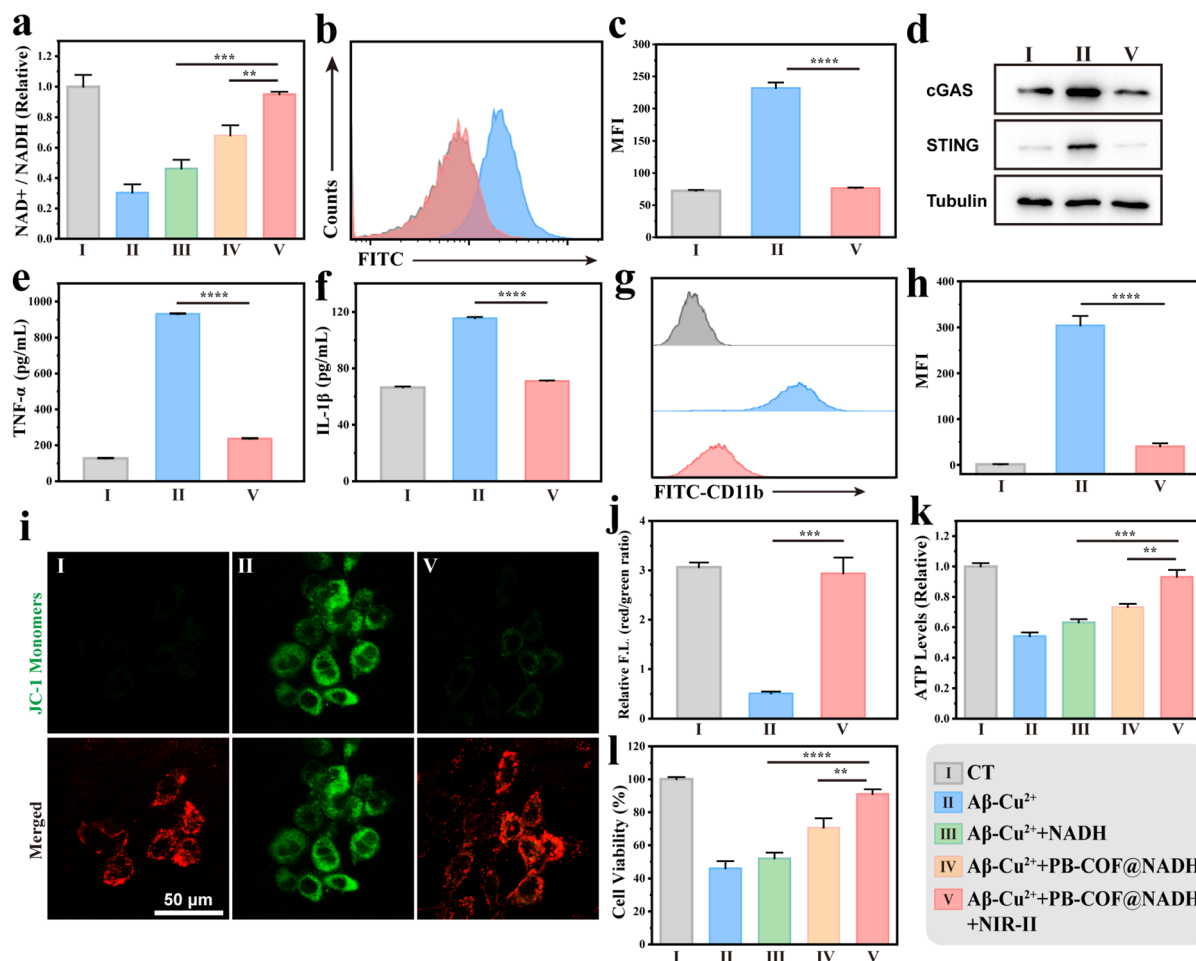 a
NAD+ / NADH (Relative)
1.2
1.0
0.8
0.6
0.4
0.2
0.0
***
**
I II III IV V
b
Counts
FITC
c
MFI
300
250
200
150
100
50
0
****
I II V
d
I II V
cGAS
STING
Tubulin
e
TNF-α (pg/mL)
1000
800
600
400
200
0
****
I II V
f
IL-1β (pg/mL)
120
80
40
0
****
I II V
g
FITC-CD11b
h
MFI
400
300
200
100
0
****
I II V
i
I II V
JC-1 Monomers
Merged
50 μm
j
Relative F.L. (red/green ratio)
4
3
2
1
0
***
I II V
k
ATP Levels (Relative)
1.2
1.0
0.8
0.6
0.4
0.2
0.0
***
**
I II III IV V
l
Cell Viability (%)
120
100
80
60
40
20
0
****
**
I II III IV V
I CT
II Aβ-Cu²⁺
III Aβ-Cu²⁺+NADH
IV Aβ-Cu²⁺+PB-COF@NADH
V Aβ-Cu²⁺+PB-COF@NADH
+NIR-II